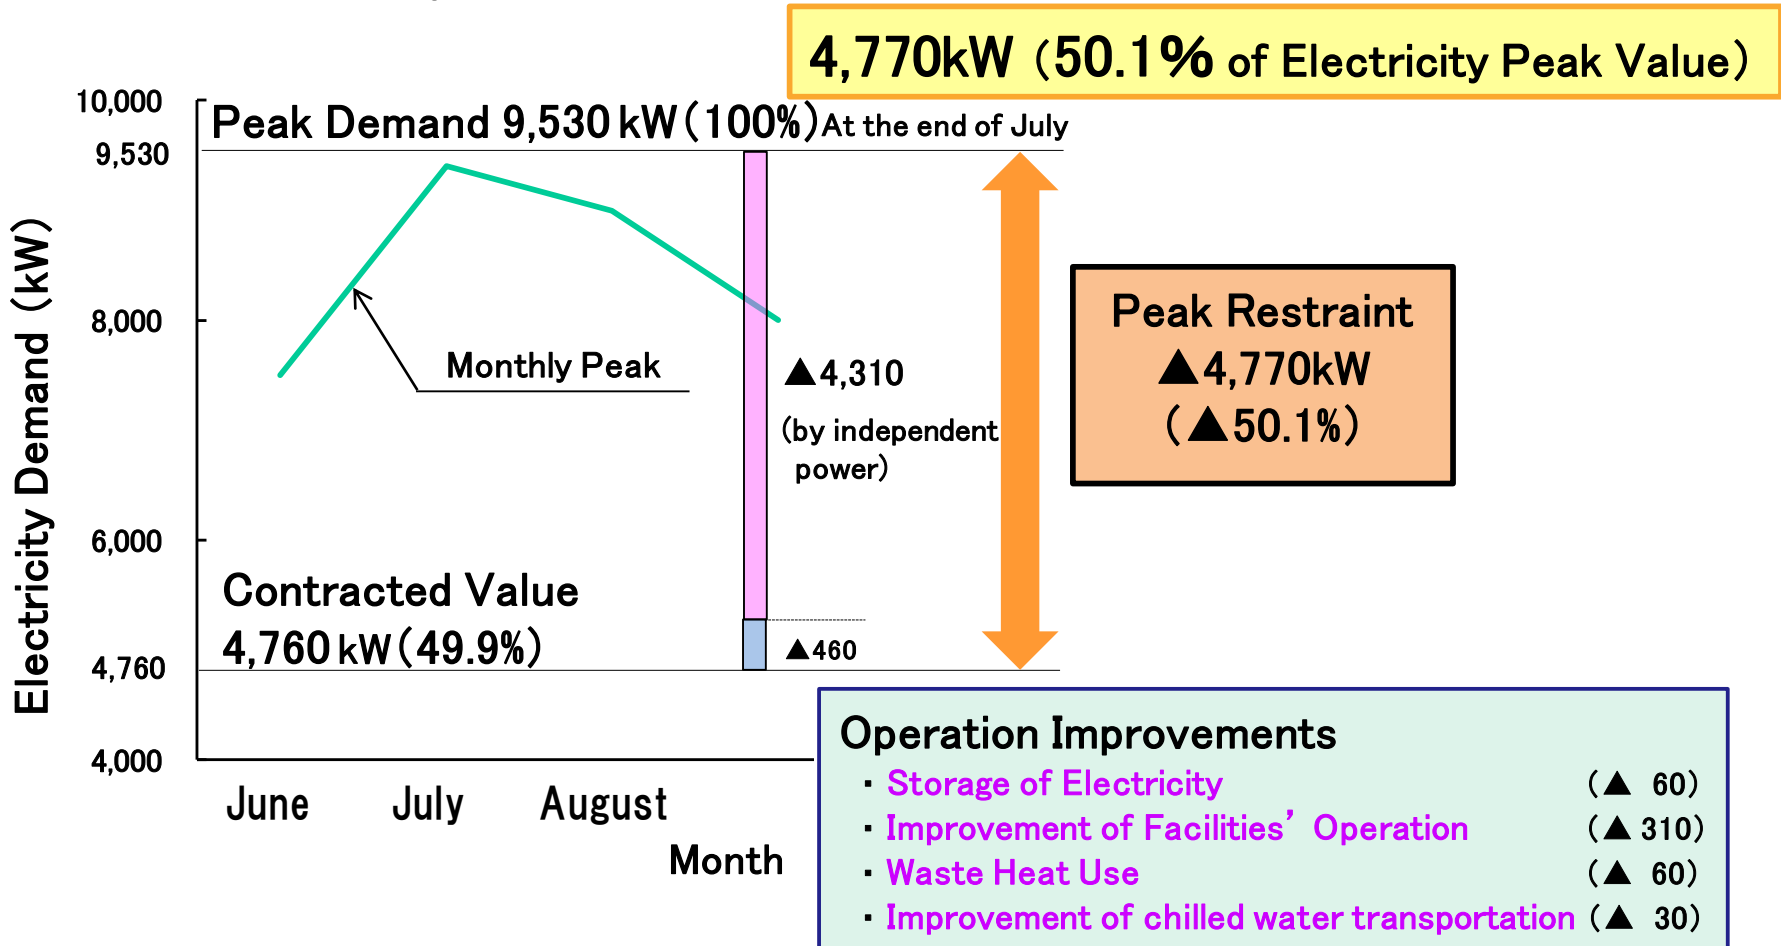 4,770kW (50.1% of Electricity Peak Value)
10,000
Peak Demand 9,530 kW(100%) At the end of July
9,530
Electricity Demand (kW)
8,000
Monthly Peak
▲4,310
(by independent
power)
Peak Restraint
▲4,770kW
(▲50.1%)
6,000
Contracted Value
4,760 kW(49.9%)
▲460
4,760
4,000
June July August
Month
Operation Improvements
・Storage of Electricity (▲ 60)
・Improvement of Facilities’ Operation (▲ 310)
・Waste Heat Use (▲ 60)
・Improvement of chilled water transportation (▲ 30)